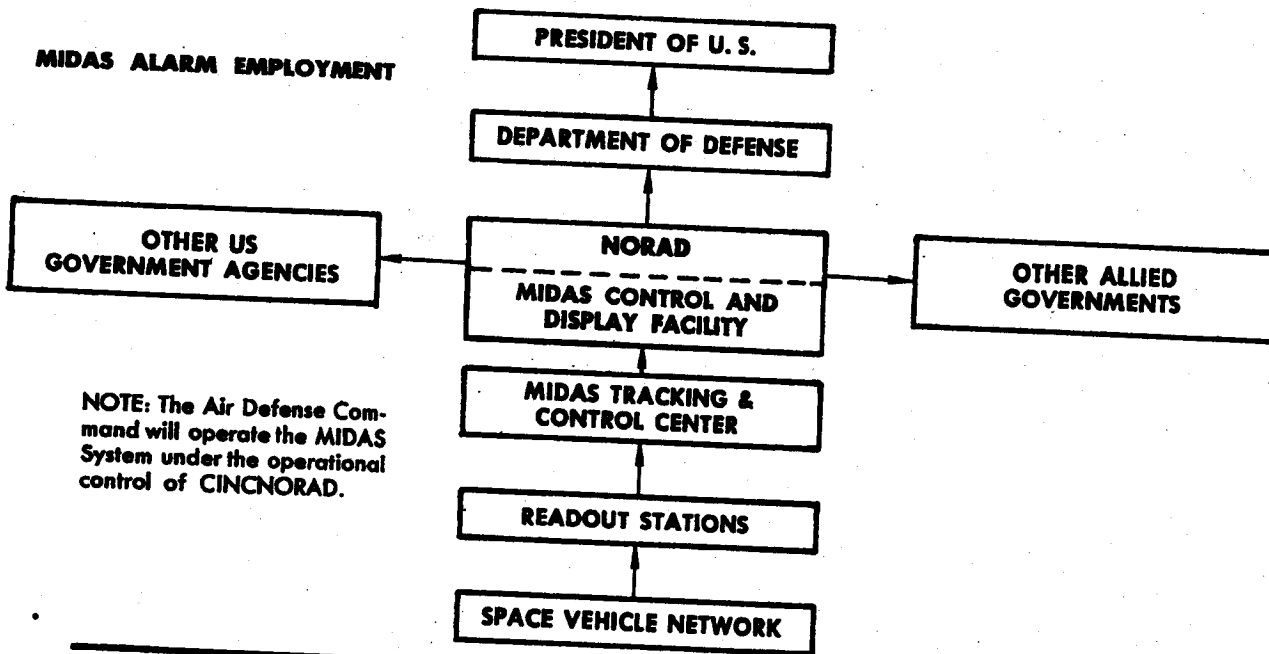 MIDAS ALARM EMPLOYMENT
PRESIDENT OF U. S.
DEPARTMENT OF DEFENSE
OTHER US
GOVERNMENT AGENCIES
NORAD
MIDAS CONTROL AND
DISPLAY FACILITY
OTHER ALLIED
GOVERNMENTS
MIDAS TRACKING &
CONTROL CENTER
NOTE: The Air Defense Com-
mand will operate the MIDAS
System under the operational
control of CINCNORAD.
READOUT STATIONS
SPACE VEHICLE NETWORK